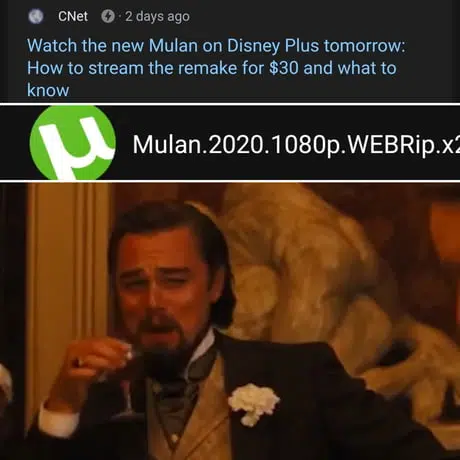 CNet · 2 days ago
Watch the new Mulan on Disney Plus tomorrow:
How to stream the remake for $30 and what to
know
µ Mulan.2020.1080p.WEBRip.x2